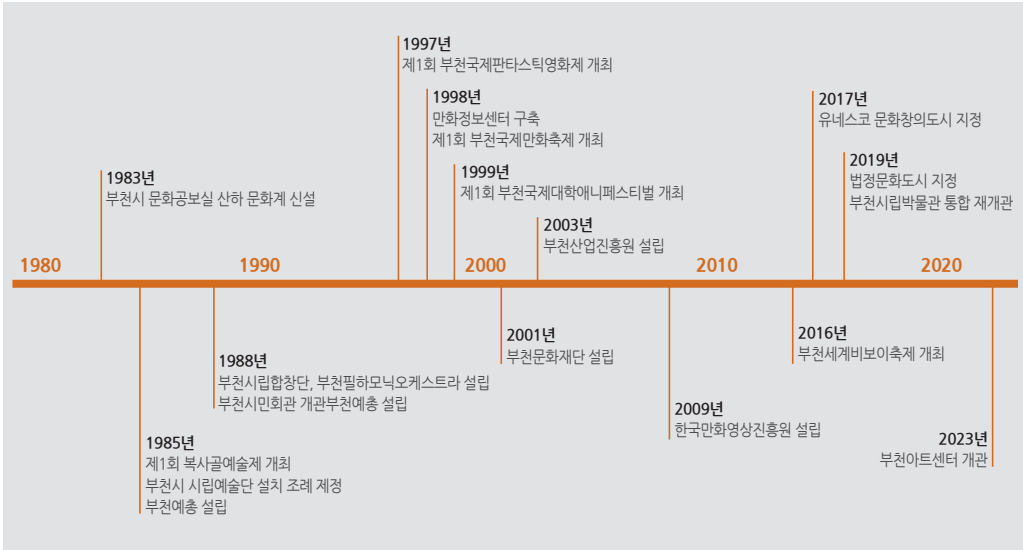 1997년
제1회 부천국제판타스틱영화제 개최
1998년
만화정보센터 구축
제1회 부천국제만화축제 개최
2017년
유네스코 문화창의도시 지정
1983년
부천시 문화공보실 산하 문화계 신설
1999년
제1회 부천국제대학애니페스티벌 개최
2019년
법정문화도시 지정
부천시립박물관 통합 재개관
2003년
부천산업진흥원 설립
1980 1990 2000 2010 2020
2001년
부천문화재단 설립
2016년
부천세계비보이축제 개최
1988년
부천시립합창단, 부천필하모닉오케스트라 설립
부천시민회관 개관부천예총 설립
2009년
한국만화영상진흥원 설립
1985년
제1회 복사골예술제 개최
부천시 시립예술단 설치 조례 제정
부천예총 설립
2023년
부천아트센터 개관